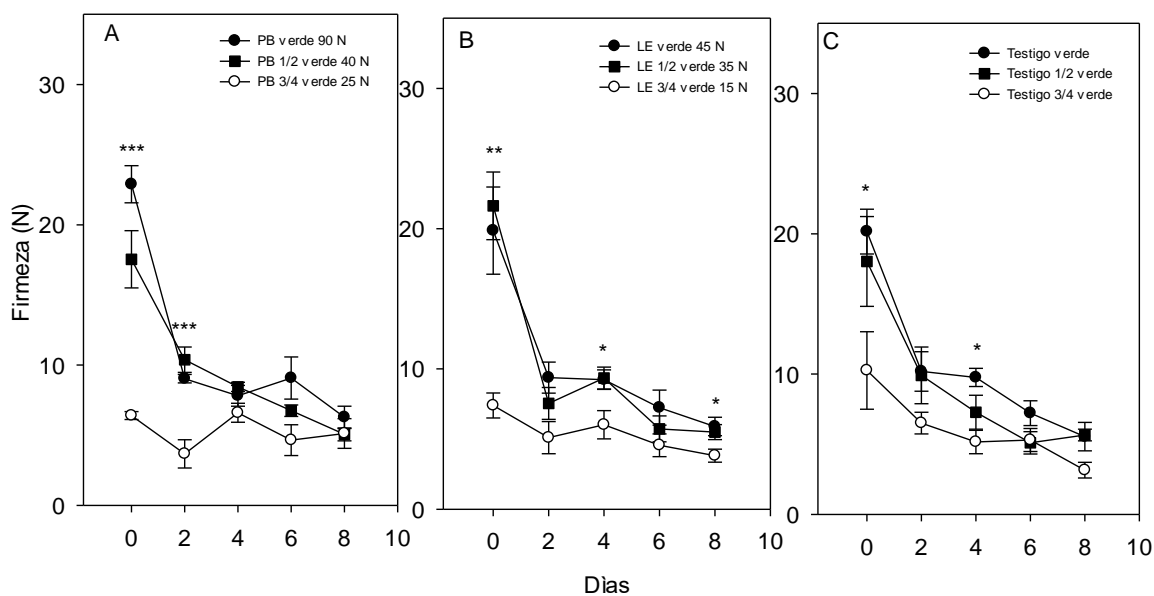 A
PB verde 90 N
PB 1/2 verde 40 N
PB 3/4 verde 25 N
***
***
30
20
10
0
0 2 4 6 8 10
Firmeza (N)
B
LE verde 45 N
LE 1/2 verde 35 N
LE 3/4 verde 15 N
**
*
*
30
20
10
0
0 2 4 6 8 10
Dìas
C
Testigo verde
Testigo 1/2 verde
Testigo 3/4 verde
*
*
30
20
10
0
0 2 4 6 8 10